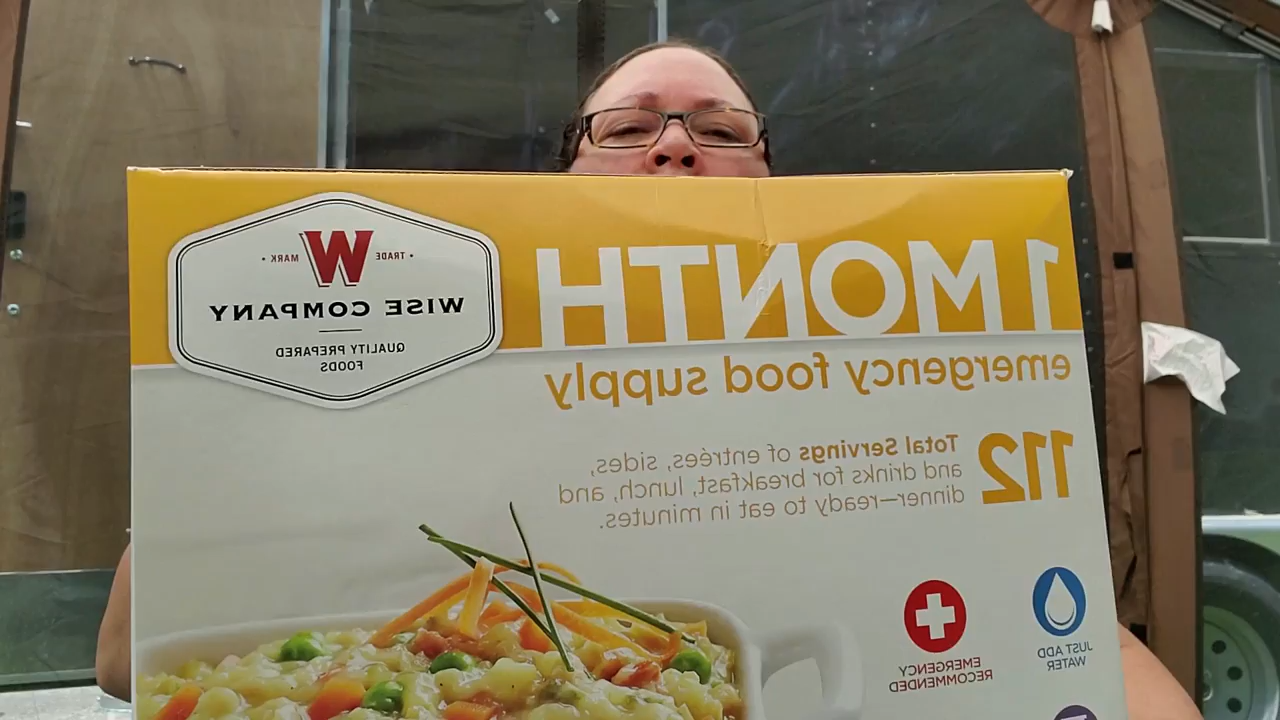 1 MONTH
emergency food supply
112
Total Servings of entrées, sides,
and drinks for breakfast, lunch, and
dinner—ready to eat in minutes.
• TRADE W MARK •
WISE COMPANY
QUALITY PREPARED
FOODS
JUST ADD
WATER
EMERGENCY
RECOMMENDED